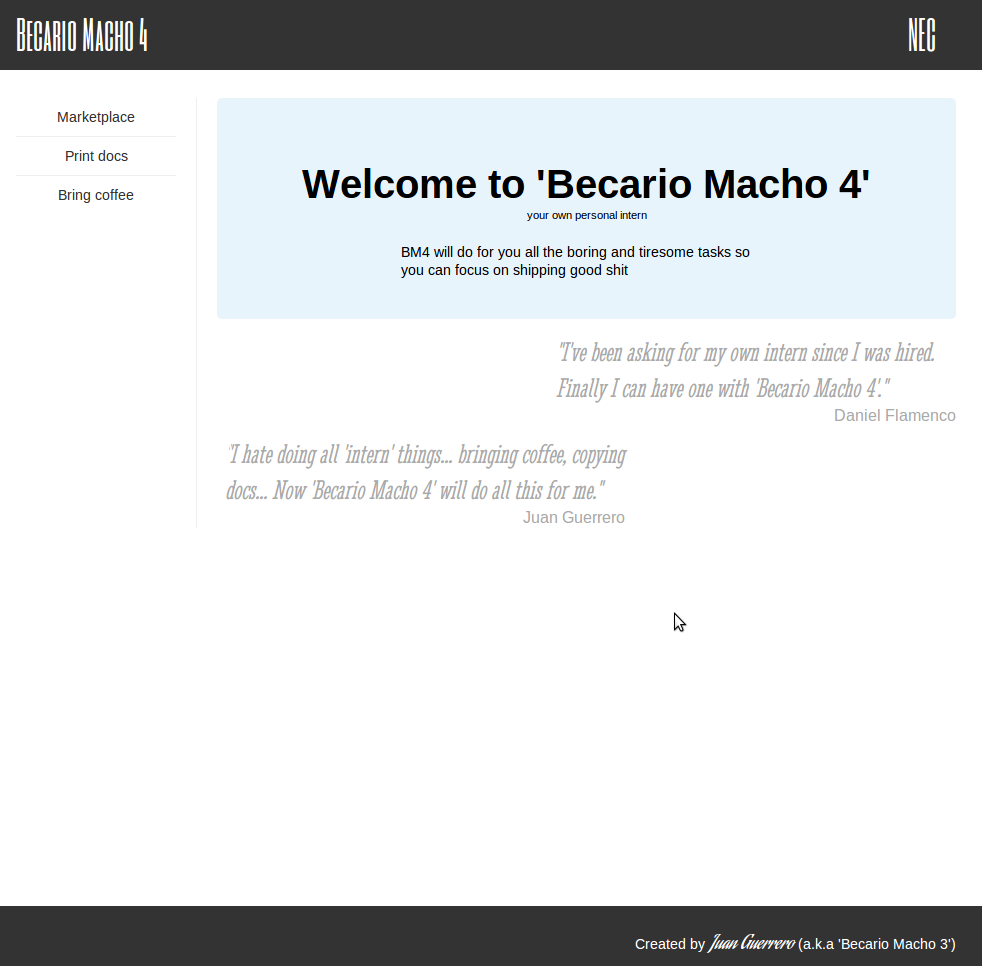 Becario Macho 4
NEC
Marketplace
Print docs
Bring coffee
Welcome to 'Becario Macho 4'
your own personal intern
BM4 will do for you all the boring and tiresome tasks so
you can focus on shipping good shit
"I've been asking for my own intern since I was hired.
Finally I can have one with 'Becario Macho 4'."
Daniel Flamenco
"I hate doing all 'intern' things... bringing coffee, copying
docs... Now 'Becario Macho 4' will do all this for me."
Juan Guerrero
Created by Juan Guerrero (a.k.a 'Becario Macho 3')